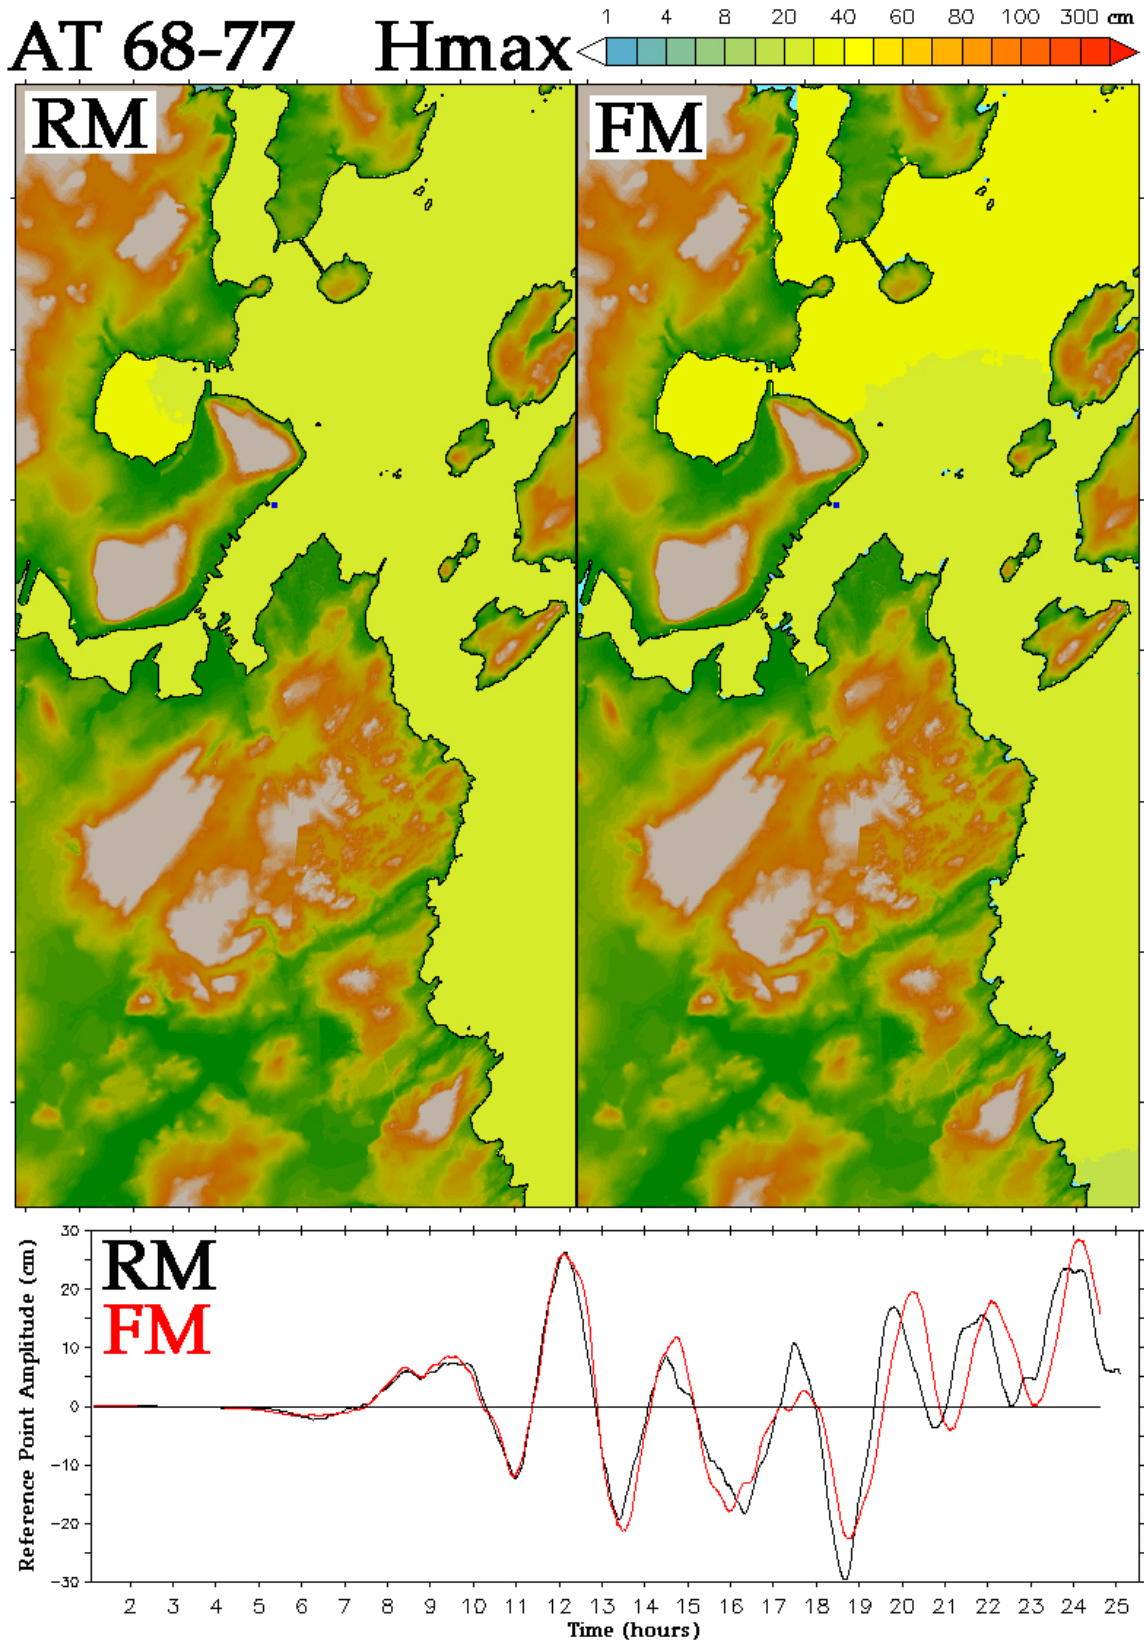 AT 68-77 Hmax
1 4 8 20 40 60 80 100 300 cm
RM
FM
30
20
10
0
-10
-20
-30
Reference Point Amplitude (cm)
RM
FM
2 3 4 5 6 7 8 9 10 11 12 13 14 15 16 17 18 19 20 21 22 23 24 25
Time (hours)